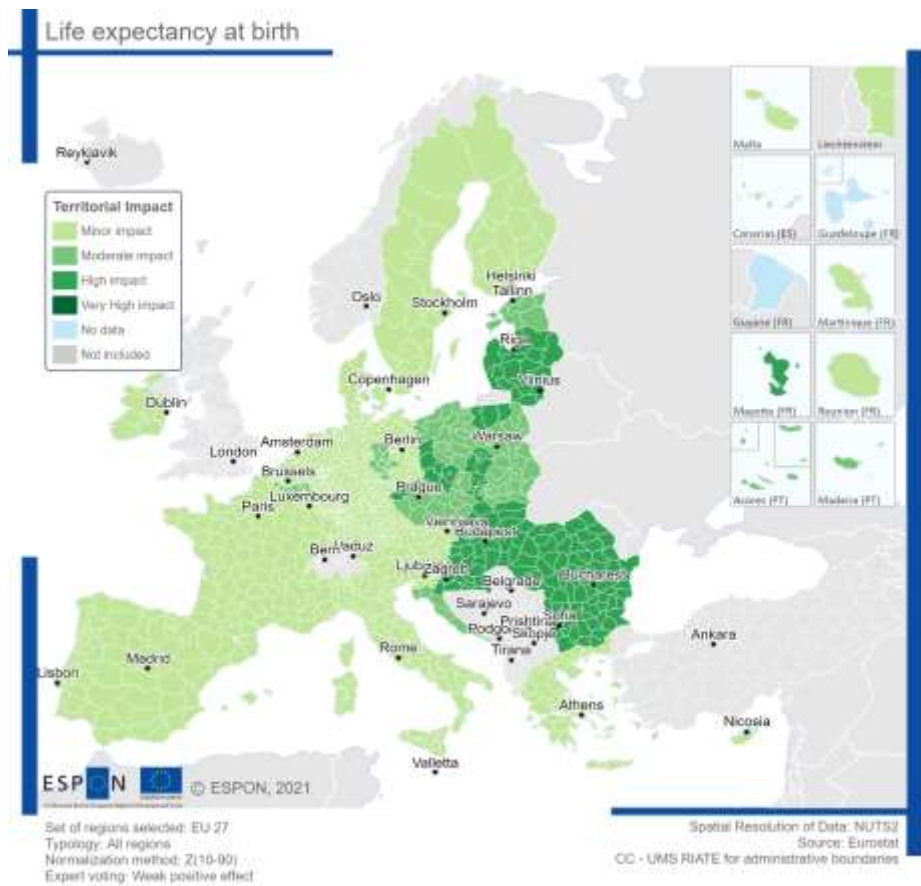 Life expectancy at birth
Reykjavik
Territorial Impact
Minor impact
Moderate impact
High impact
Very High impact
No data
Not included
Malta
Liechtenstein
Canarias (ES)
Guadeloupe (FR)
Guyane (FR)
Martinique (FR)
Mayotte (FR)
Reunion (FR)
Acores (PT)
Madeira (PT)
Oslo
Stockholm
Helsinki
Tallinn
Riga
Vilnius
Copenhagen
Dublin
London
Amsterdam
Berlin
Warsaw
Brussels
Luxembourg
Prague
Paris
Budapest
Bern
Vaduz
Zagreb
Belgrade
Bucharest
Sarajevo
Prishtina
Sofia
Skopje
Tirana
Ankara
Lisbon
Madrid
Rome
Athens
Nicosia
Valletta
ESPON
© ESPON, 2021
Set of regions selected: EU 27
Typology: All regions
Normalization method: Z(10-90)
Expert voting: Weak positive effect
Spatial Resolution of Data: NUTS2
Source: Eurostat
CC - UMS RIATE for administrative boundaries